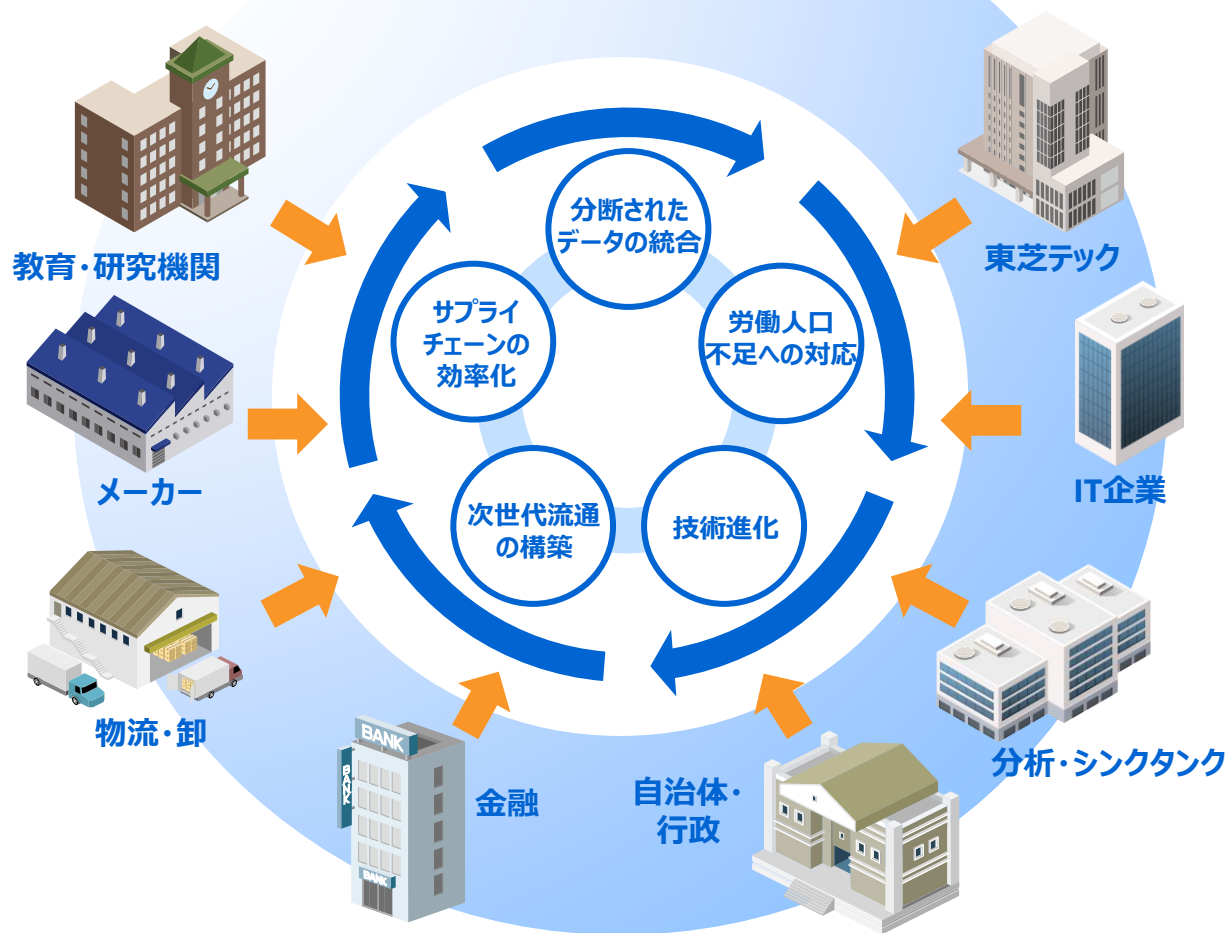 分断された
データの統合
労働人口
不足への対応
技術進化
次世代流通
の構築
サプライ
チェーンの
効率化
教育・研究機関
東芝テック
メーカー
IT企業
物流・卸
分析・シンクタンク
金融
自治体・
行政
BANK
BANK
BANK